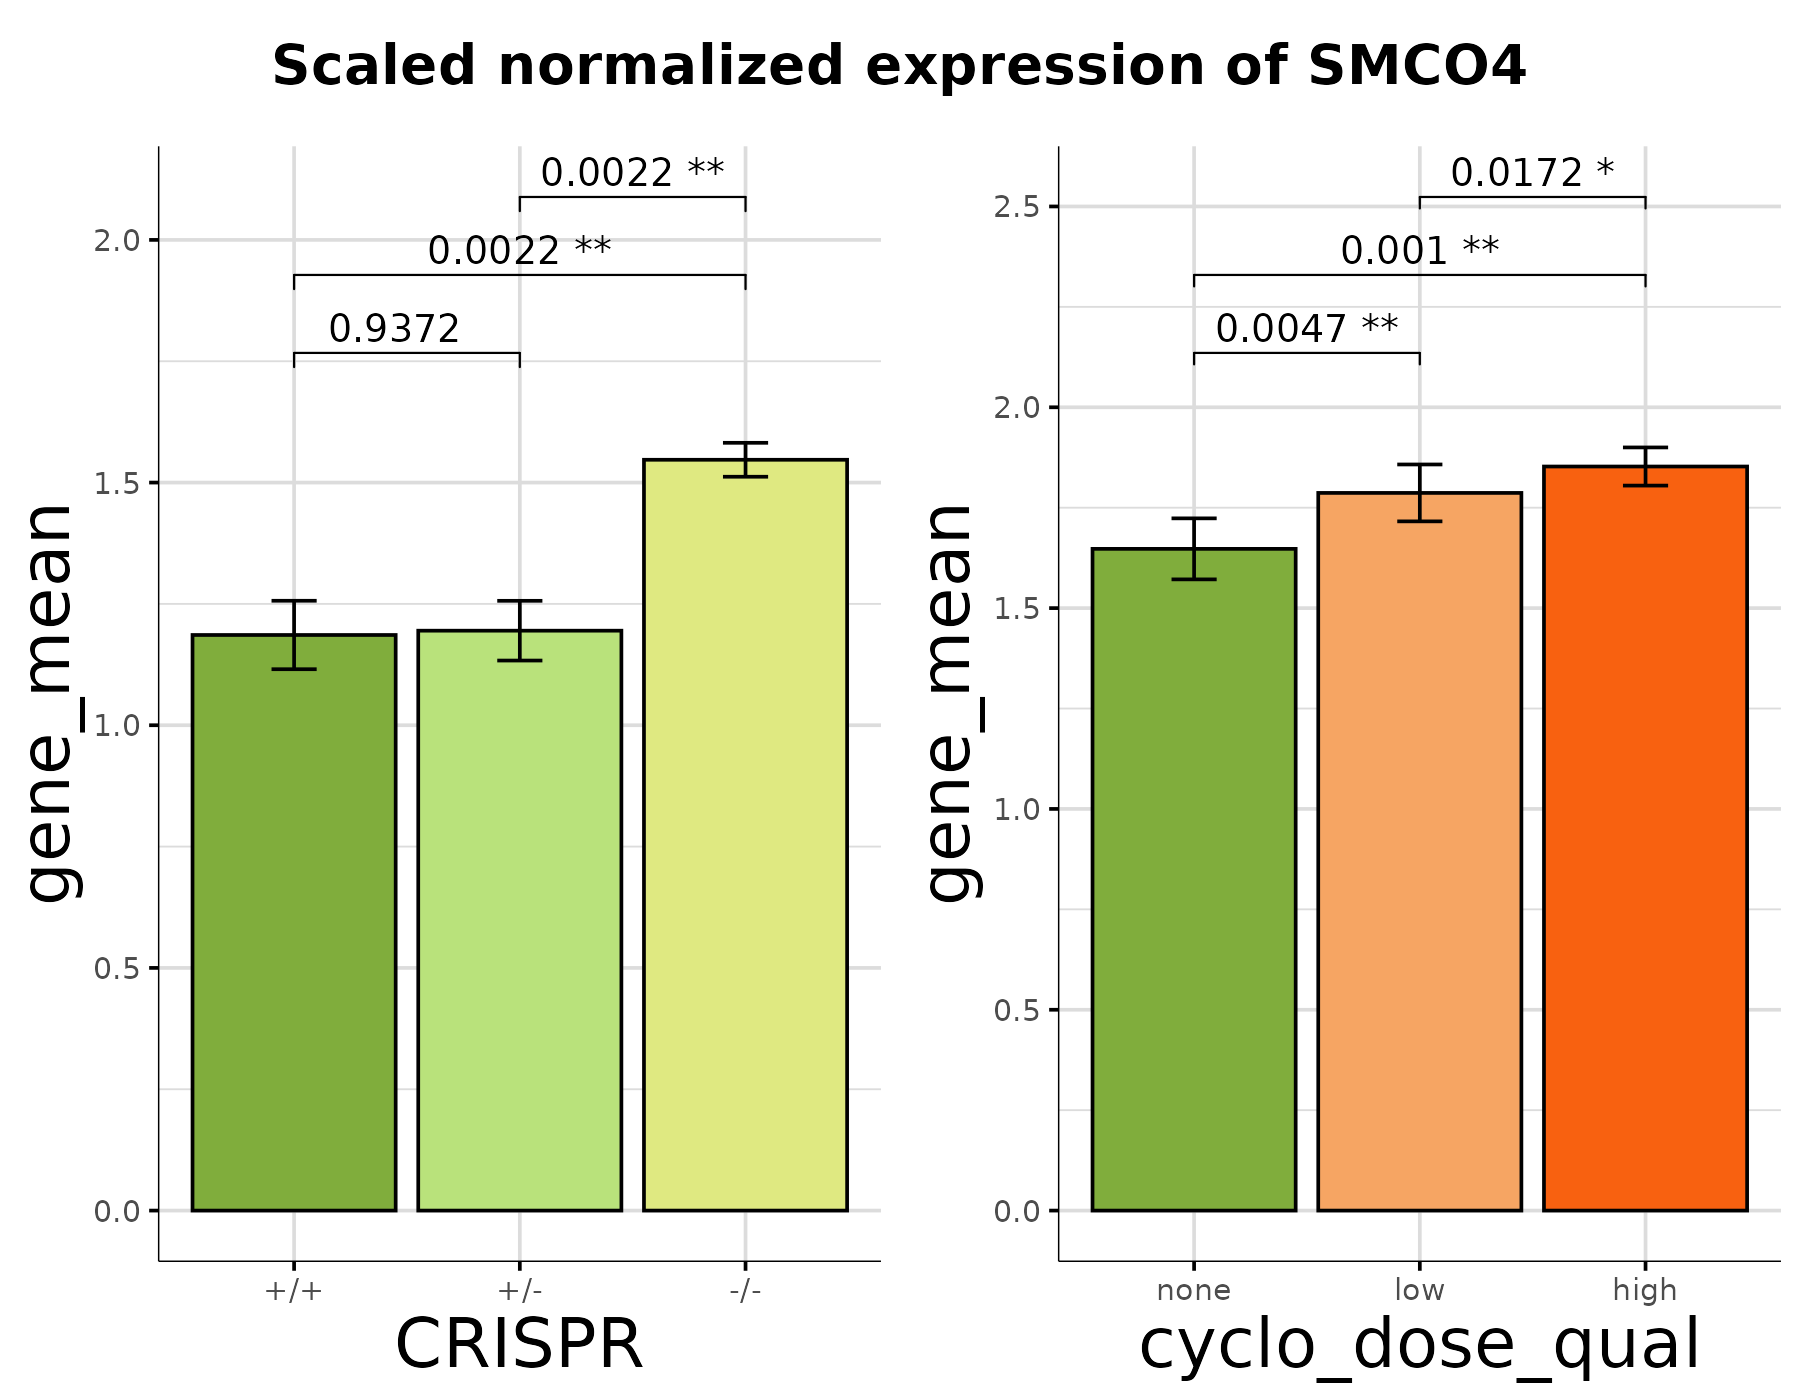 Scaled normalized expression of SMCO4
gene_mean
2.0
1.5
1.0
0.5
0.0
0.0022 **
0.0022 **
0.9372
+/+ +/- -/-
CRISPR
gene_mean
2.5
2.0
1.5
1.0
0.5
0.0
0.0172 *
0.001 **
0.0047 **
none low high
cyclo_dose_qual